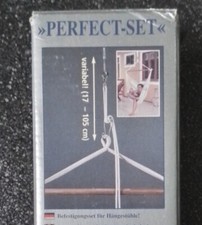 »PERFECT-SET«
variabel! (17 - 105 cm)
Befestigungsset für Hängestühle!